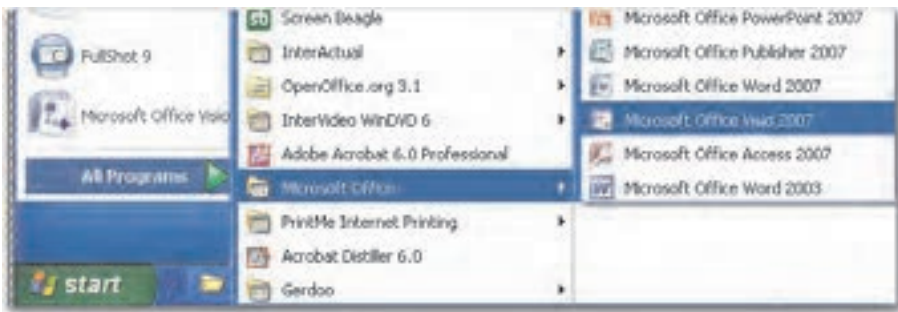 FullShot 9
Microsoft Office Visio
All Programs
start
Screen Beagle
InterActual
OpenOffice.org 3.1
InterVideo WinDVD 6
Adobe Acrobat 6.0 Professional
Microsoft Office
PrintMe Internet Printing
Acrobat Distiller 6.0
Gerdoo
Microsoft Office PowerPoint 2007
Microsoft Office Publisher 2007
Microsoft Office Word 2007
Microsoft Office Visio 2007
Microsoft Office Access 2007
Microsoft Office Word 2003